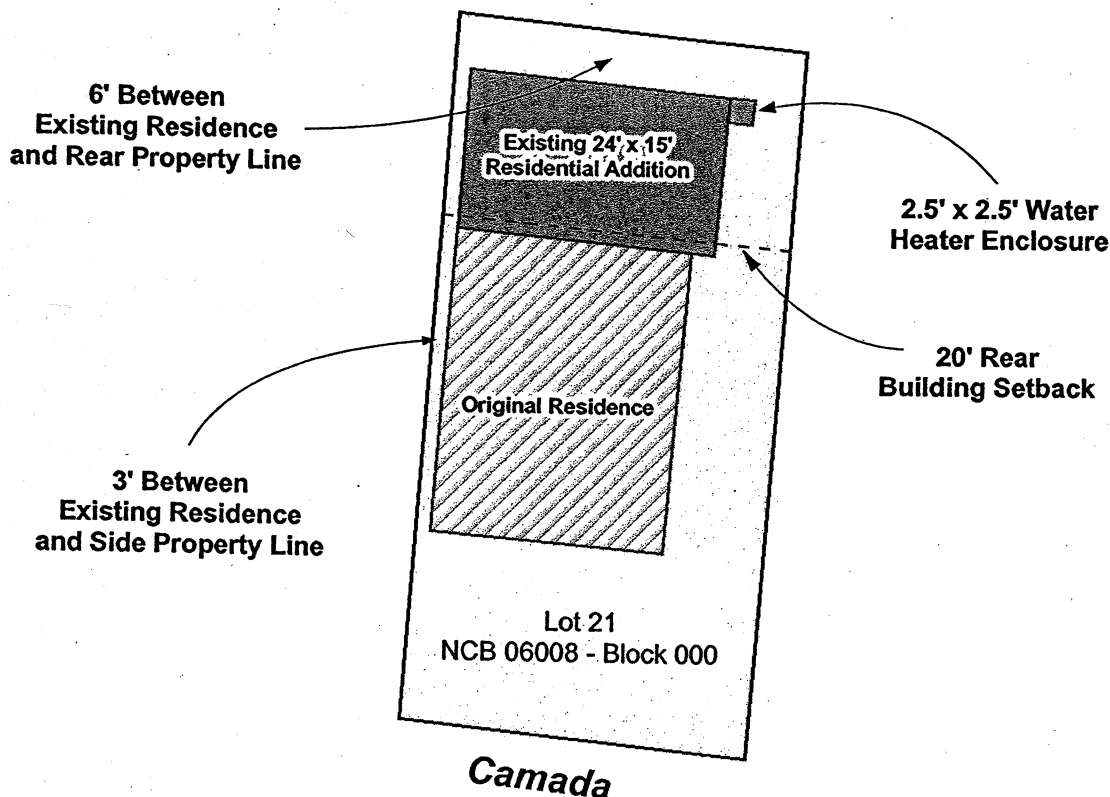 6' Between
Existing Residence
and Rear Property Line
Existing 24' x 15'
Residential Addition
2.5' x 2.5' Water
Heater Enclosure
20' Rear
Building Setback
Original Residence
3' Between
Existing Residence
and Side Property Line
Lot 21
NCB 06008 - Block 000
Camada